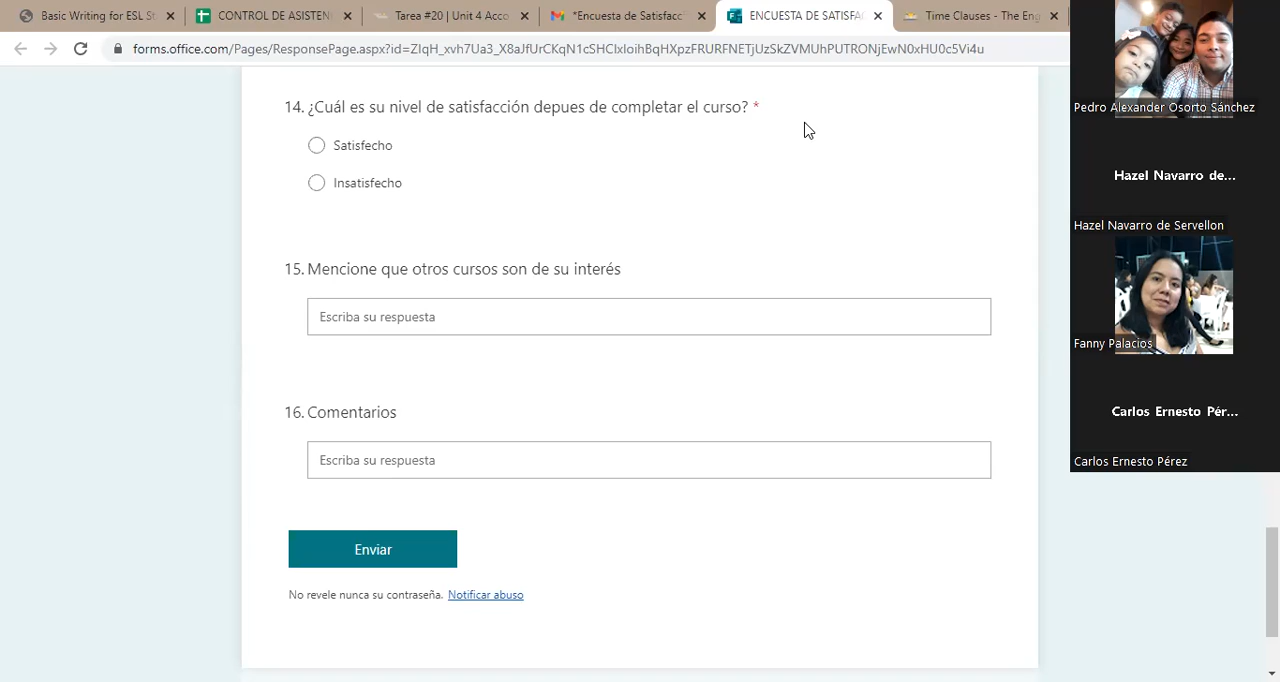 Basic Writing for ESL St
CONTROL DE ASISTEN
Tarea #20 | Unit 4 Acco
*Encuesta de Satisfacc
ENCUESTA DE SATISFA
Time Clauses - The Eng
forms.office.com/Pages/ResponsePage.aspx?id=ZIqH_xvh7Ua3_X8aJfUrCKqN1cSHCIxIoihBqHXpzFRURFNETjUzSkZVMUhPUTRONjEwN0xHU0c5Vi4u
14. ¿Cuál es su nivel de satisfacción depues de completar el curso? *
Satisfecho
Insatisfecho
15. Mencione que otros cursos son de su interés
Escriba su respuesta
16. Comentarios
Escriba su respuesta
Enviar
No revele nunca su contraseña. Notificar abuso
Pedro Alexander Osorto Sánchez
Hazel Navarro de...
Hazel Navarro de Servellon
Fanny Palacios
Carlos Ernesto Pér...
Carlos Ernesto Pérez